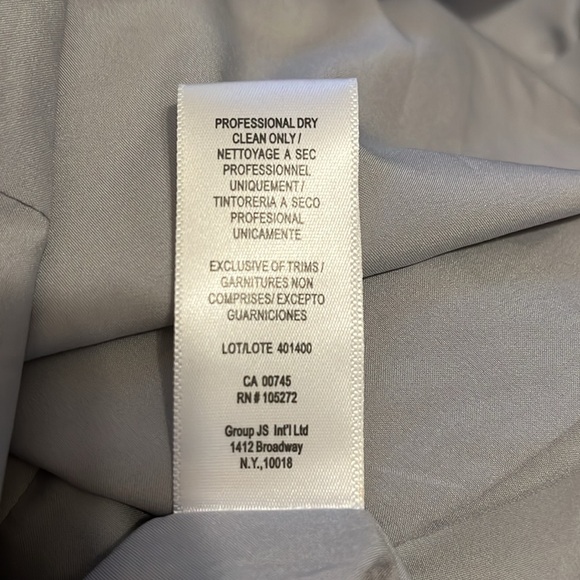 PROFESSIONAL DRY
CLEAN ONLY /
NETTOYAGE A SEC
PROFESSIONNEL
UNIQUEMENT /
TINTORERIA A SECO
PROFESIONAL
UNICAMENTE
EXCLUSIVE OF TRIMS /
GARNITURES NON
COMPRISES/ EXCEPTO
GUARNICIONES
LOT/LOTE 401400
CA 00745
RN # 105272
Group JS Int'l Ltd
1412 Broadway
N.Y.,10018